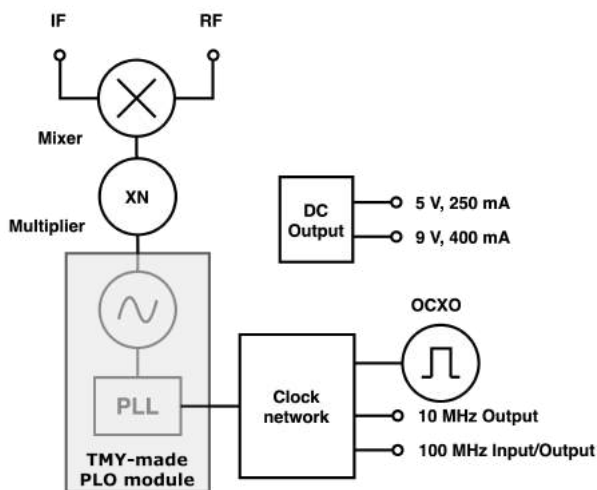 IF
RF
Mixer
XN
Multiplier
DC
Output
5 V, 250 mA
9 V, 400 mA
OCXO
PLL
Clock
network
10 MHz Output
100 MHz Input/Output
TMY-made
PLO module